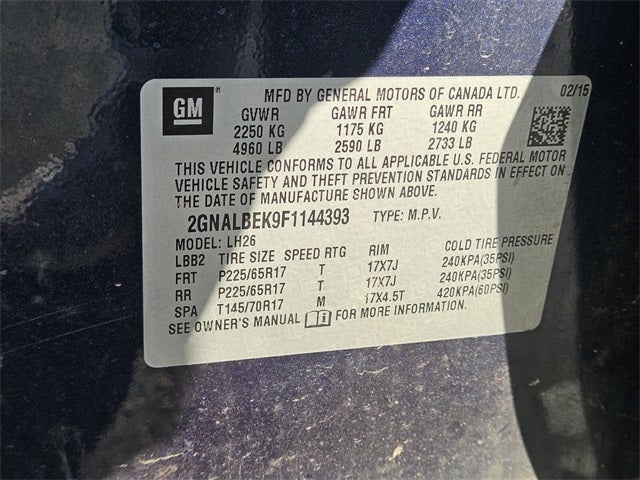 GM ® MFD BY GENERAL MOTORS OF CANADA LTD. 02/15
GVWR GAWR FRT GAWR RR
2250 KG 1175 KG 1240 KG
4960 LB 2590 LB 2733 LB
THIS VEHICLE CONFORMS TO ALL APPLICABLE U.S. FEDERAL MOTOR
VEHICLE SAFETY AND THEFT PREVENTION STANDARDS IN EFFECT ON
THE DATE OF MANUFACTURE SHOWN ABOVE.
2GNALBEK9F1144393 TYPE: M.P.V.
MODEL: LH26
LBB2 TIRE SIZE SPEED RTG RIM COLD TIRE PRESSURE
FRT P225/65R17 T 17X7J 240KPA(35PSI)
RR P225/65R17 T 17X7J 240KPA(35PSI)
SPA T145/70R17 M 17X4.5T 420KPA(60PSI)
SEE OWNER'S MANUAL FOR MORE INFORMATION.